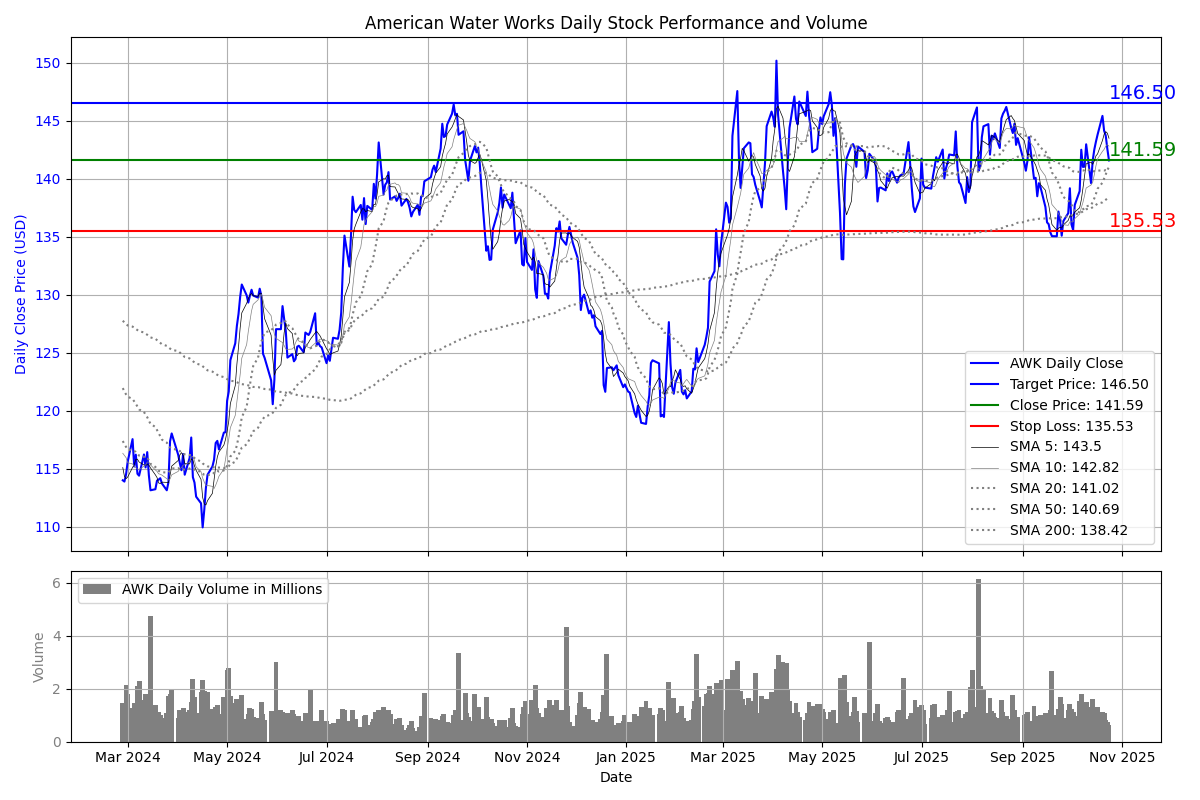 American Water Works Daily Stock Performance and Volume
Daily Close Price (USD)
150
145
140
135
130
125
120
115
110
146.50
141.59
135.53
AWK Daily Close
Target Price: 146.50
Close Price: 141.59
Stop Loss: 135.53
SMA 5: 143.5
SMA 10: 142.82
SMA 20: 141.02
SMA 50: 140.69
SMA 200: 138.42
Volume
6
4
2
0
AWK Daily Volume in Millions
Mar 2024
May 2024
Jul 2024
Sep 2024
Nov 2024
Jan 2025
Mar 2025
May 2025
Jul 2025
Sep 2025
Nov 2025
Date